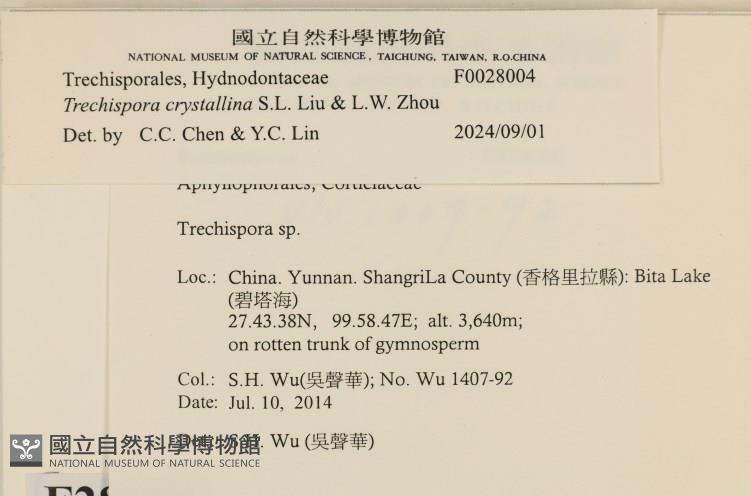 國立自然科學博物館
NATIONAL MUSEUM OF NATURAL SCIENCE, TAICHUNG, TAIWAN, R.O.CHINA
Trechisporales, Hydnodontaceae F0028004
Trechispora crystallina S.L. Liu & L.W. Zhou
Det. by C.C. Chen & Y.C. Lin 2024/09/01
Aphyllophorales, Corticiaceae
Trechispora sp.
Loc.: China. Yunnan. ShangriLa County (香格里拉縣): Bita Lake
(碧塔海)
27.43.38N, 99.58.47E; alt. 3,640m;
on rotten trunk of gymnosperm
Col.: S.H. Wu(吳聲華); No. Wu 1407-92
Date: Jul. 10, 2014
Det.: S.H. Wu (吳聲華)
國立自然科學博物館
NATIONAL MUSEUM OF NATURAL SCIENCE